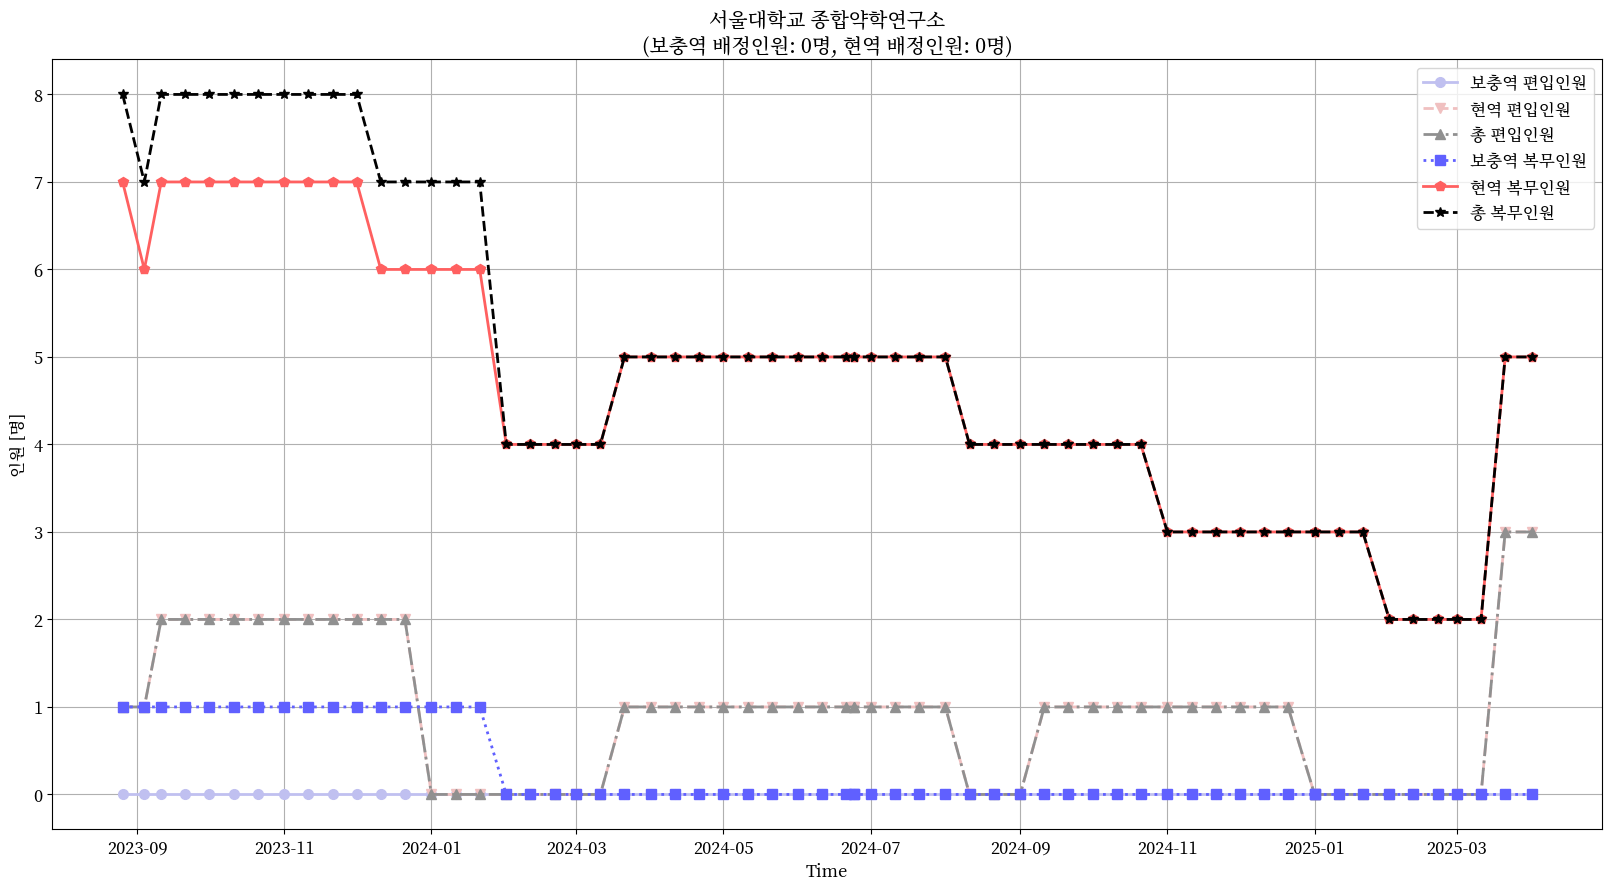 서울대학교 종합약학연구소
(보충역 배정인원: 0명, 현역 배정인원: 0명)
보충역 편입인원
현역 편입인원
총 편입인원
보충역 복무인원
현역 복무인원
총 복무인원
인원 [명]
8
7
6
5
4
3
2
1
0
2023-09 2023-11 2024-01 2024-03 2024-05 2024-07 2024-09 2024-11 2025-01 2025-03
Time